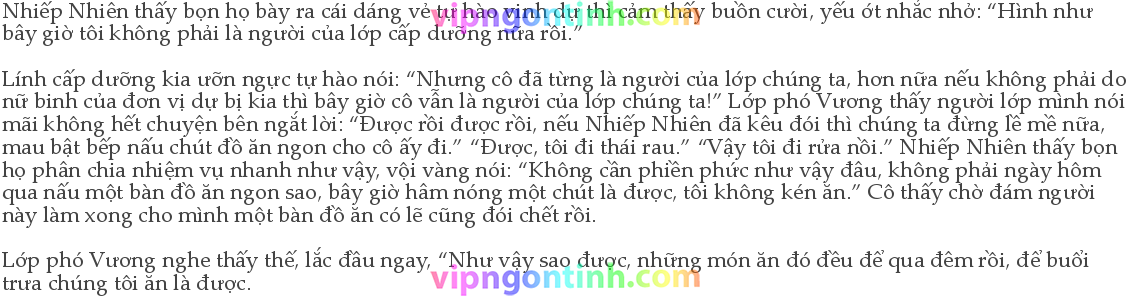 Nhiếp Nhiên thấy bọn họ bày ra cái dáng vẻ tự hào vinh dự thì cảm thấy buồn cười, yếu ớt nhắc nhở: “Hình như
vipngontinh.com
bây giờ tôi không phải là người của lớp cấp dưỡng nữa rồi.”
Lính cấp dưỡng kia ưỡn ngực tự hào nói: “Nhưng cô đã từng là người của lớp chúng ta, hơn nữa nếu không phải do
nữ binh của đơn vị dự bị kia thì bây giờ cô vẫn là người của lớp chúng ta!” Lớp phó Vương thấy người lớp mình nói
mãi không hết chuyện bên ngắt lời: “Được rồi được rồi, nếu Nhiếp Nhiên đã kêu đói thì chúng ta đừng lề mề nữa,
mau bật bếp nấu chút đồ ăn ngon cho cô ấy đi.” “Được, tôi đi thái rau.” “Vậy tôi đi rửa nồi.” Nhiếp Nhiên thấy bọn
họ phân chia nhiệm vụ nhanh như vậy, vội vàng nói: “Không cần phiền phức như vậy đâu, không phải ngày hôm
qua nấu một bàn đồ ăn ngon sao, bây giờ hâm nóng một chút là được, tôi không kén ăn.” Cô thấy chờ đám người
này làm xong cho mình một bàn đồ ăn có lẽ cũng đói chết rồi.
Lớp phó Vương nghe thấy thế, lắc đầu ngay, “Như vậy sao được, những món ăn đó đều để qua đêm rồi, để buổi
vipngontinh.com
trưa chúng tôi ăn là được.